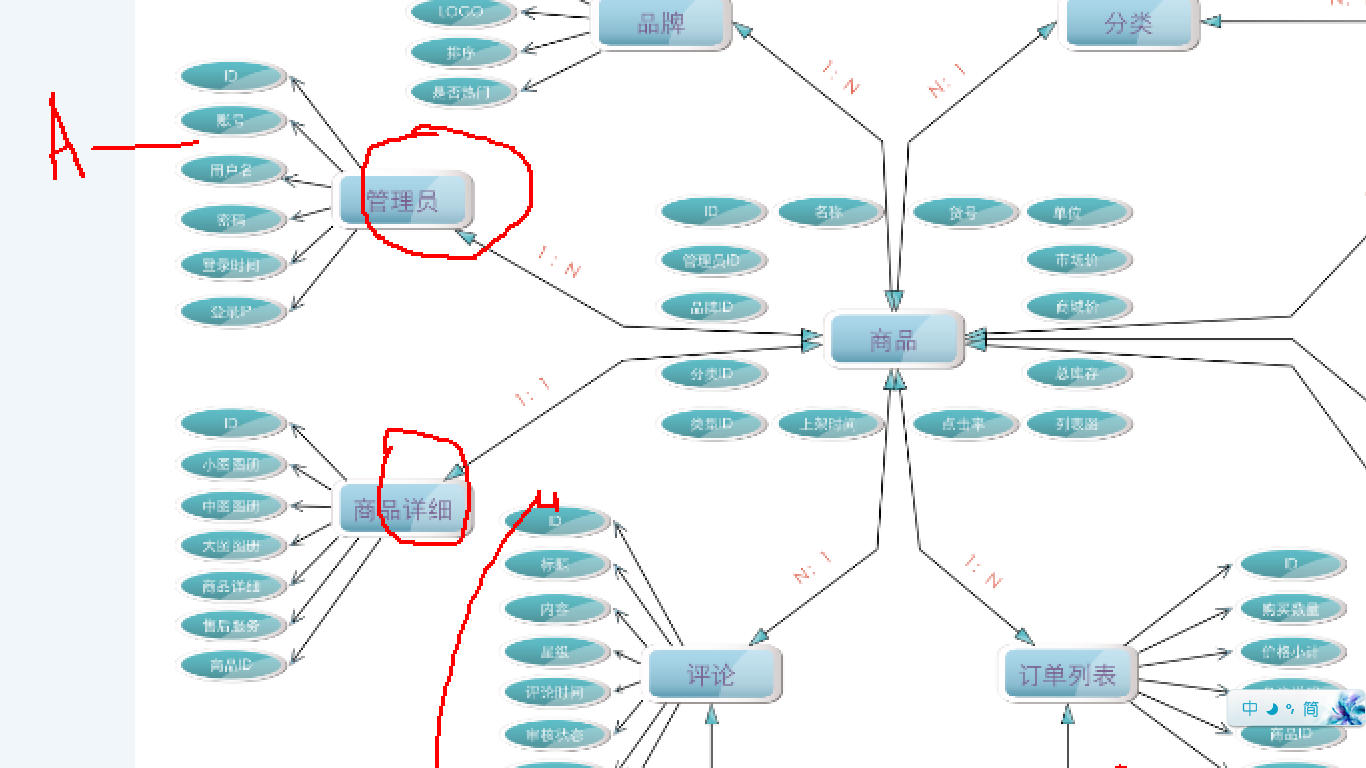 LOGO
品牌
分类
N:
排序
是否热门
1: N
N: 1
ID
账号
用户名
密码
登录时间
登录IP
A
管理员
1: N
ID
名称
货号
单位
管理员ID
市场价
品牌ID
商城价
商品
分类ID
总库存
类型ID
上架时间
点击率
列表图
1: 1
ID
小图图册
中图图册
大图图册
商品详细
售后服务
商品ID
商品详细
ID
标题
内容
星级
评论时间
审核状态
评论
N: 1
1: N
订单列表
ID
购买数量
价格小计
商品ID
中
简